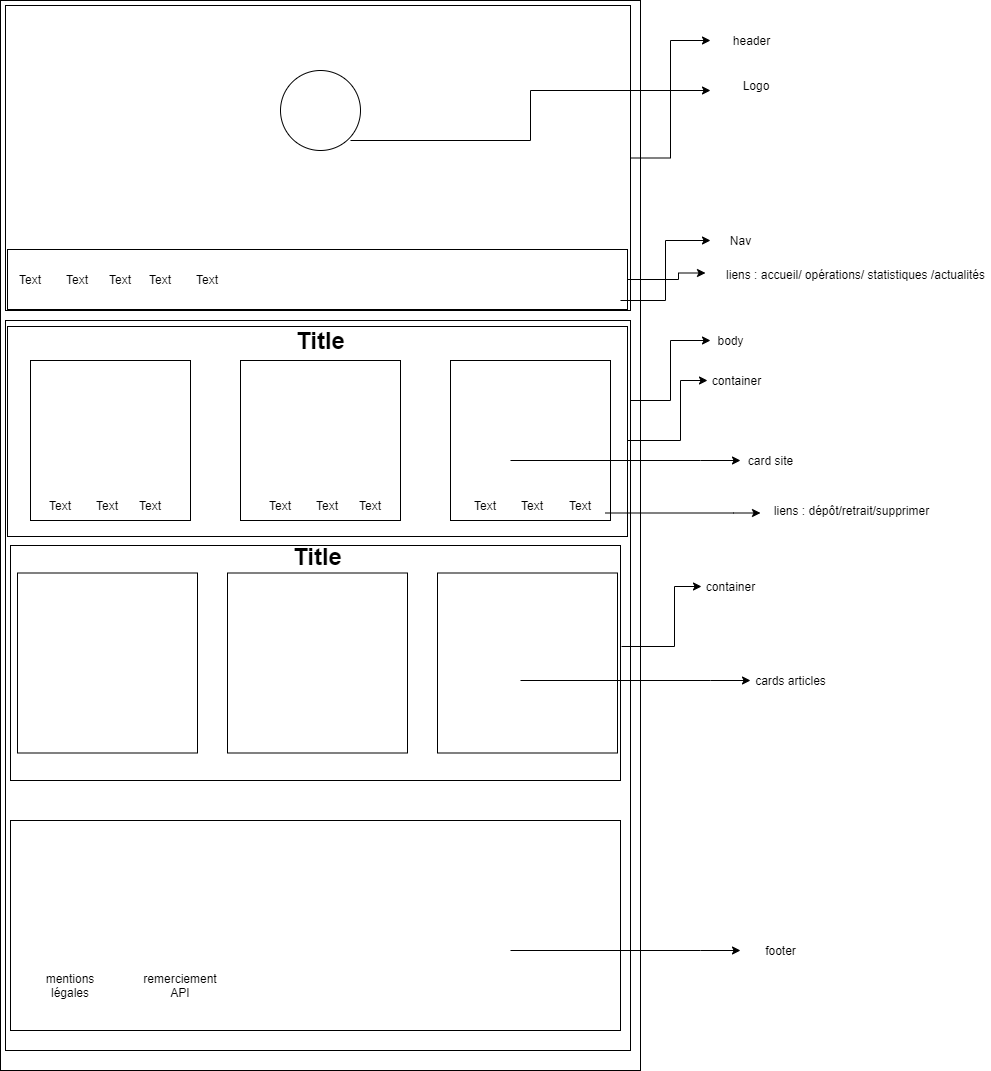 header
Logo
Nav
Text Text Text Text Text
liens : accueil/ opérations/ statistiques /actualités
Title
body
container
card site
Text Text Text
Text Text Text
Text Text Text
liens : dépôt/retrait/supprimer
Title
container
cards articles
footer
mentions
légales
remerciement
API